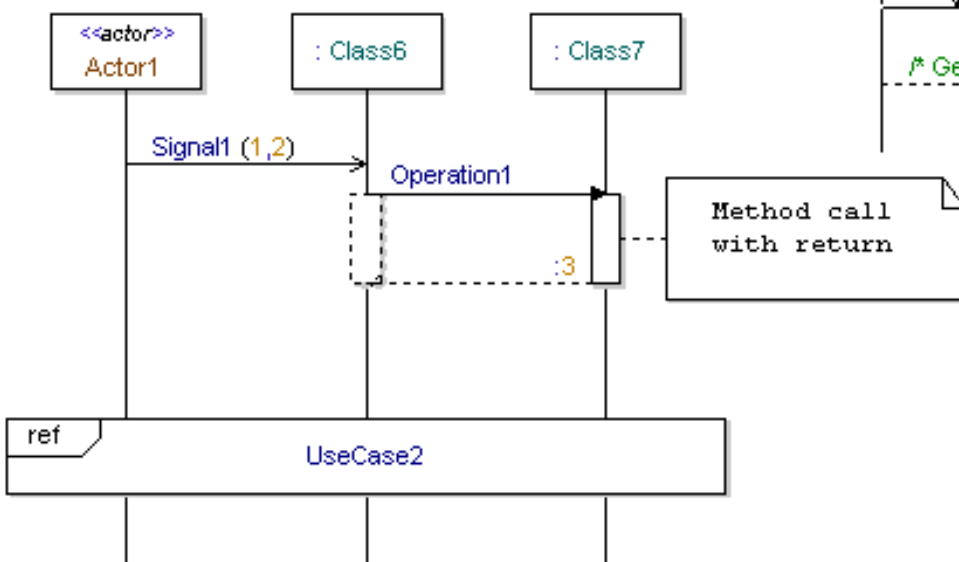 <<actor>>
Actor1
: Class6
: Class7
/* Ge
Signal1 (1,2)
Operation1
Method call
with return
:3
ref
UseCase2